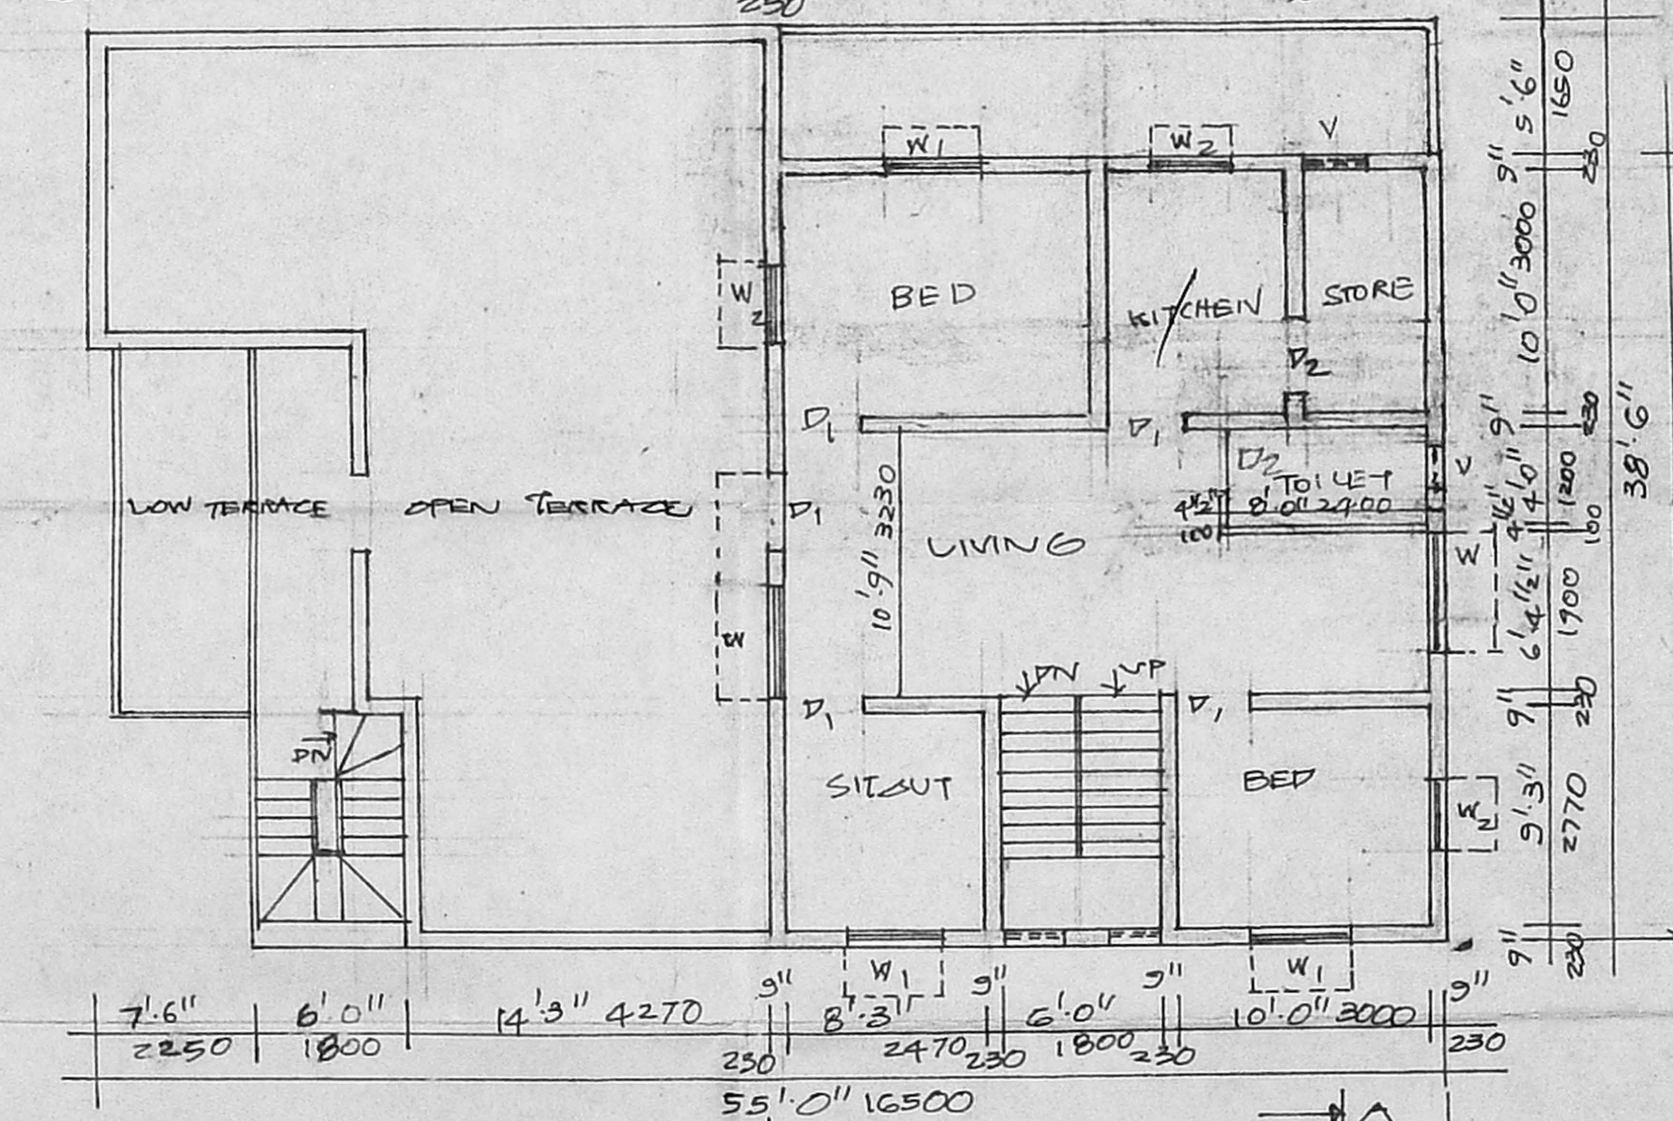 230
W1
W2
V
5'.6"
1650
9"
230
W2
BED
KITCHEN
STORE
10'.0" 3000
D2
D1
D1
9"
230
38'.6"
LOW TERRACE
OPEN TERRACE
D1
10'.9" 3230
LIVING
D2
TOILET
8'.0" 2400
4½"
100
V
4'.0"
1200
4½"
100
W
W
6'.4½"
1900
DN
UP
D1
D1
9"
230
DN
SITOUT
BED
W2
9'.3"
2770
9"
230
W1
W1
7'.6"
6'.0"
14'.3" 4270
9"
8'.3"
9"
6'.0"
9"
10'.0" 3000
9"
2250
1800
230
2470
230
1800
230
230
55'.0" 16500
A